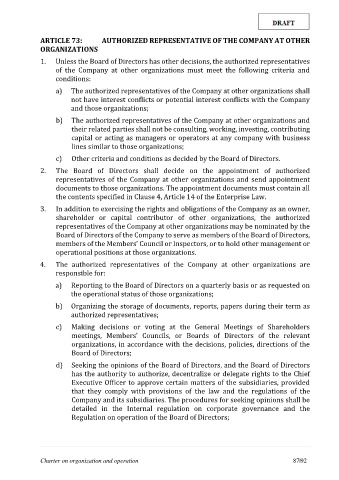 DRAFT
ARTICLE 73: AUTHORIZED REPRESENTATIVE OF THE COMPANY AT OTHER
ORGANIZATIONS
1. Unless the Board of Directors has other decisions, the authorized representatives
of the Company at other organizations must meet the following criteria and
conditions:
a) The authorized representatives of the Company at other organizations shall
not have interest conflicts or potential interest conflicts with the Company
and those organizations;
b) The authorized representatives of the Company at other organizations and
their related parties shall not be consulting, working, investing, contributing
capital or acting as managers or operators at any company with business
lines similar to those organizations;
c) Other criteria and conditions as decided by the Board of Directors.
2. The Board of Directors shall decide on the appointment of authorized
representatives of the Company at other organizations and send appointment
documents to those organizations. The appointment documents must contain all
the contents specified in Clause 4, Article 14 of the Enterprise Law.
3. In addition to exercising the rights and obligations of the Company as an owner,
shareholder or capital contributor of other organizations, the authorized
representatives of the Company at other organizations may be nominated by the
Board of Directors of the Company to serve as members of the Board of Directors,
members of the Members' Council or Inspectors, or to hold other management or
operational positions at those organizations.
4. The authorized representatives of the Company at other organizations are
responsible for:
a) Reporting to the Board of Directors on a quarterly basis or as requested on
the operational status of those organizations;
b) Organizing the storage of documents, reports, papers during their term as
authorized representatives;
c) Making decisions or voting at the General Meetings of Shareholders
meetings, Members' Councils, or Boards of Directors of the relevant
organizations, in accordance with the decisions, policies, directions of the
Board of Directors;
d) Seeking the opinions of the Board of Directors, and the Board of Directors
has the authority to authorize, decentralize or delegate rights to the Chief
Executive Officer to approve certain matters of the subsidiaries, provided
that they comply with provisions of the law and the regulations of the
Company and its subsidiaries. The procedures for seeking opinions shall be
detailed in the Internal regulation on corporate governance and the
Regulation on operation of the Board of Directors;
Charter on organization and operation 87/92